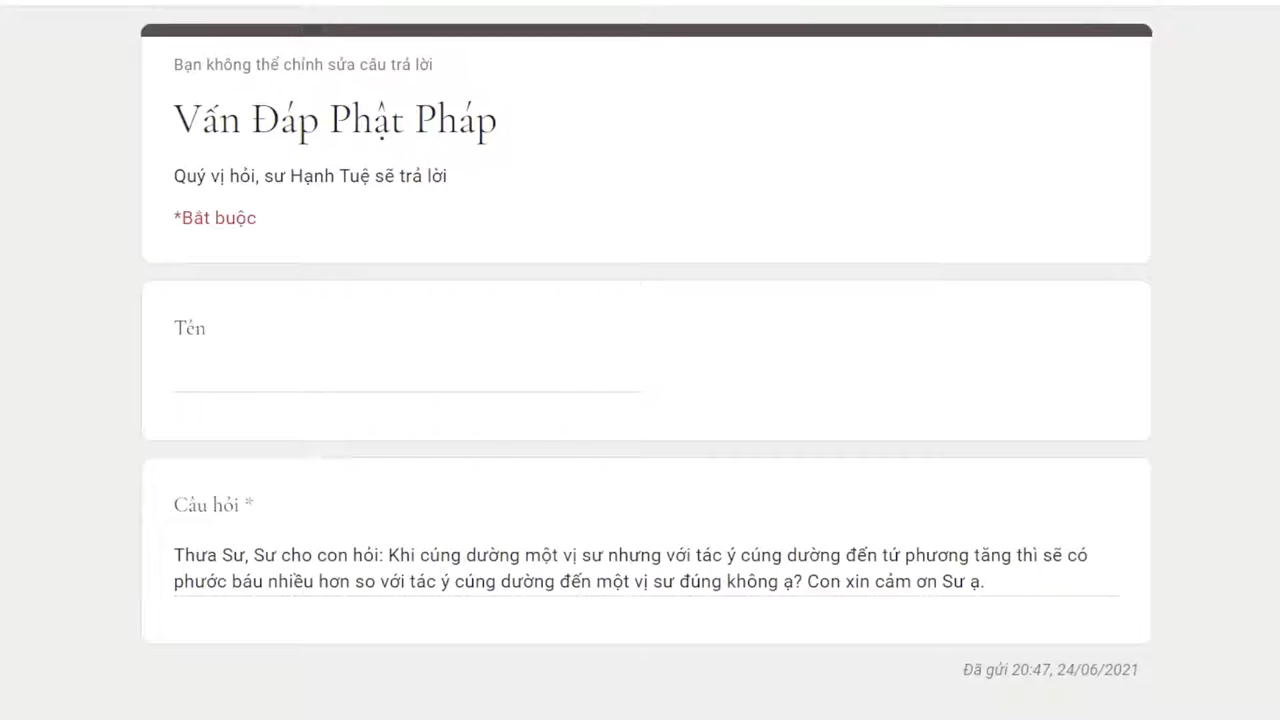 Bạn không thể chỉnh sửa câu trả lời
Vấn Đáp Phật Pháp
Quý vị hỏi, sư Hạnh Tuệ sẽ trả lời
*Bắt buộc
Tên
Câu hỏi *
Thưa Sư, Sư cho con hỏi: Khi cúng dường một vị sư nhưng với tác ý cúng dường đến tứ phương tăng thì sẽ có
phước báu nhiều hơn so với tác ý cúng dường đến một vị sư đúng không ạ? Con xin cảm ơn Sư ạ.
Đã gửi 20:47, 24/06/2021